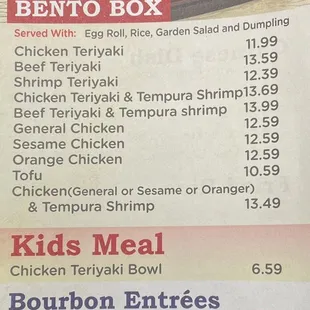 BENTO BOX
Served With: Egg Roll, Rice, Garden Salad and Dumpling
Chicken Teriyaki 11.99
Beef Teriyaki 13.59
Shrimp Teriyaki 12.39
Chicken Teriyaki & Tempura Shrimp 13.69
Beef Teriyaki & Tempura shrimp 13.99
General Chicken 12.59
Sesame Chicken 12.59
Orange Chicken 12.59
Tofu 10.59
Chicken(General or Sesame or Oranger)
& Tempura Shrimp 13.49
Kids Meal
Chicken Teriyaki Bowl 6.59
Bourbon Entrées